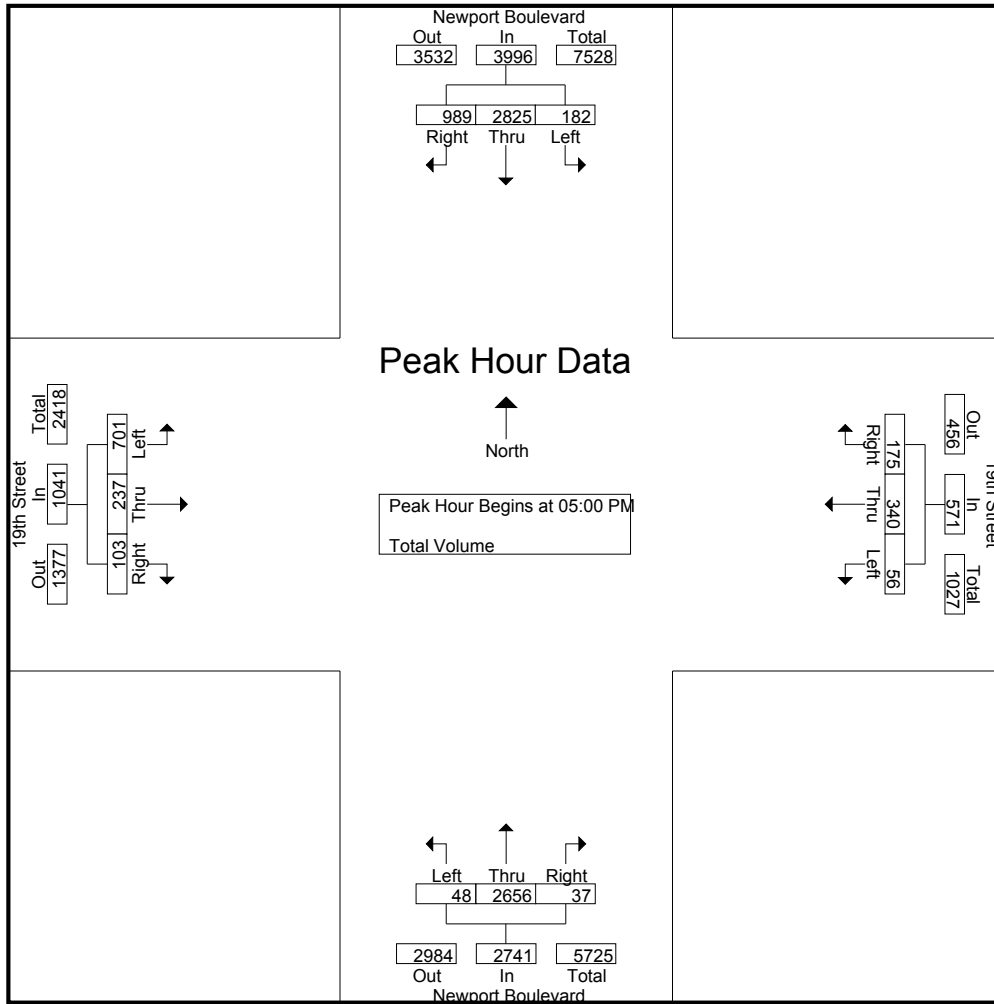 Newport Boulevard
Out In Total
3532 3996 7528
989 2825 182
Right Thru Left
Peak Hour Data
North
Peak Hour Begins at 05:00 PM
Total Volume
19th Street
Total In Out
2418 1041 1377
701 237 103
Left Thru Right
Right Thru Left
175 340 56
Out In Total
456 571 1027
19th Street
Left Thru Right
48 2656 37
2984 2741 5725
Out In Total
Newport Boulevard